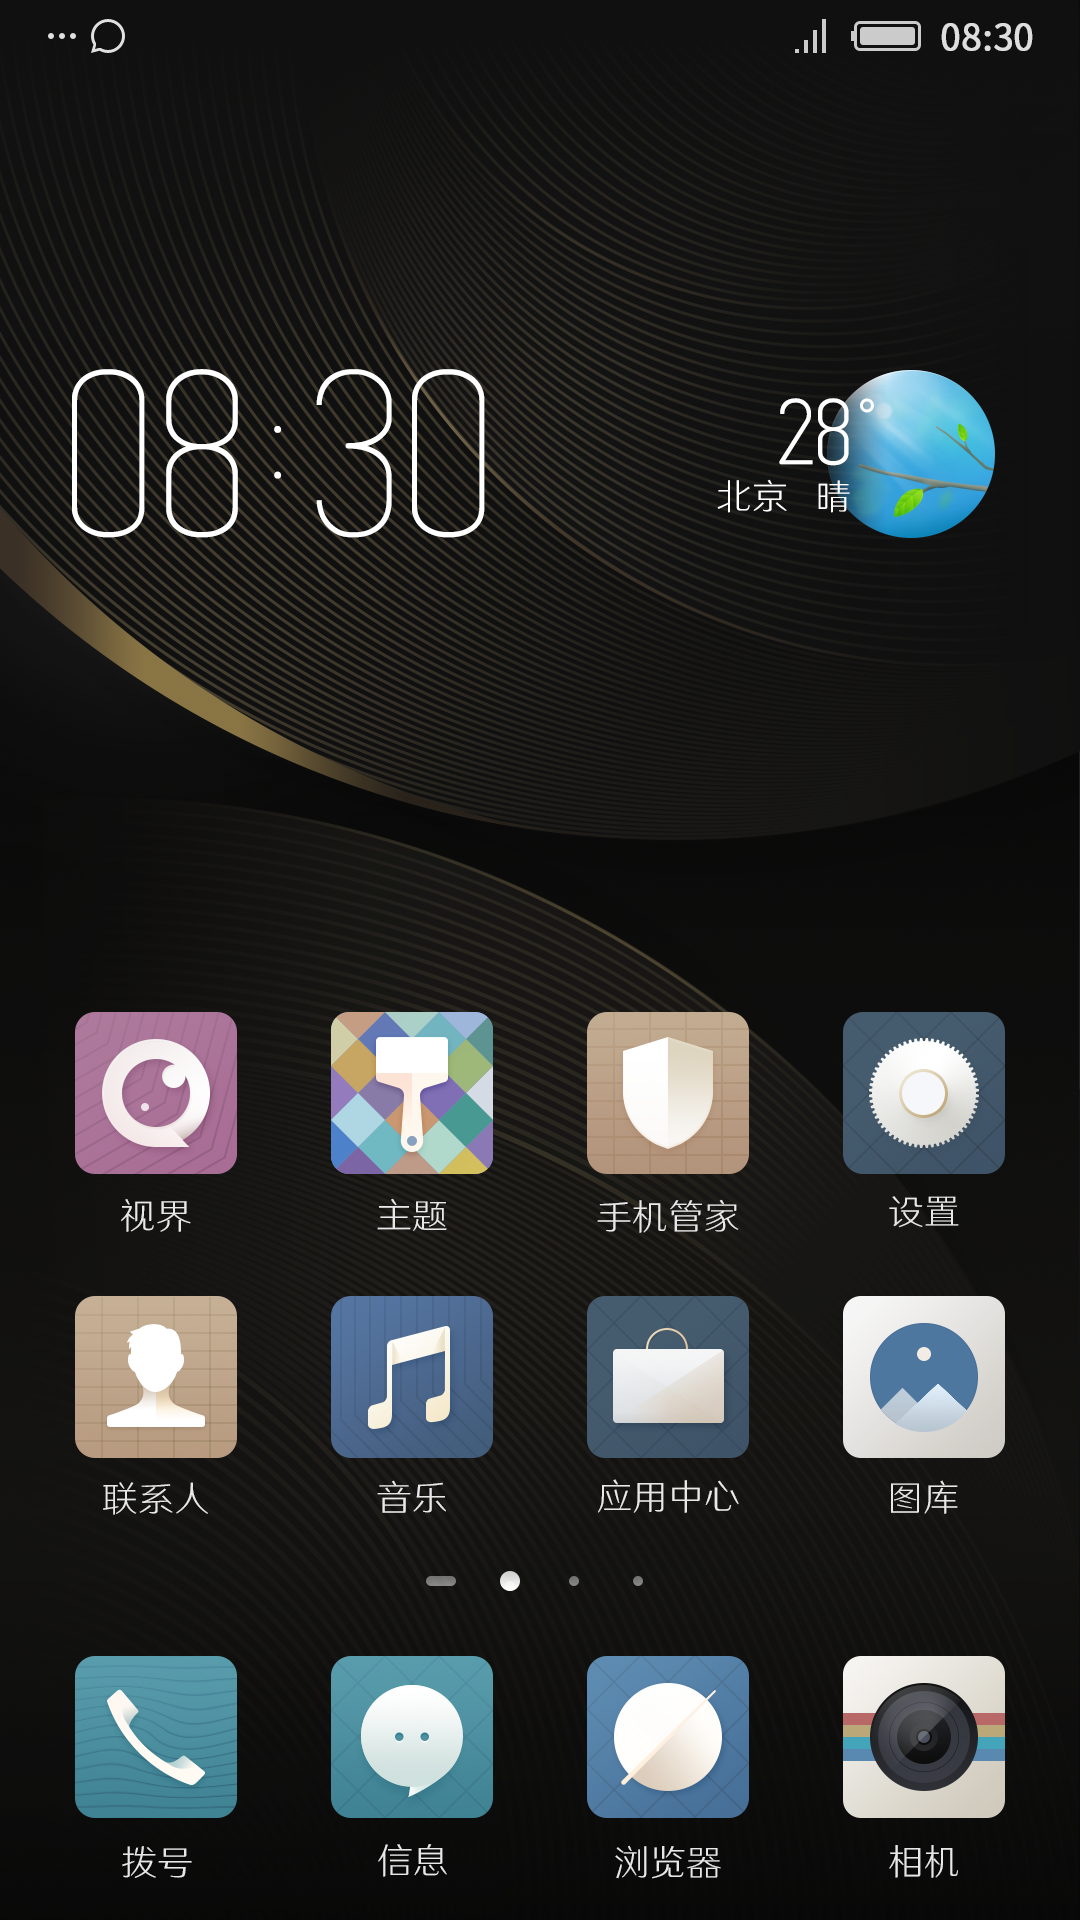 08:30
08:30
28°
北京 晴
视界 主题 手机管家 设置
联系人 音乐 应用中心 图库
拨号 信息 浏览器 相机